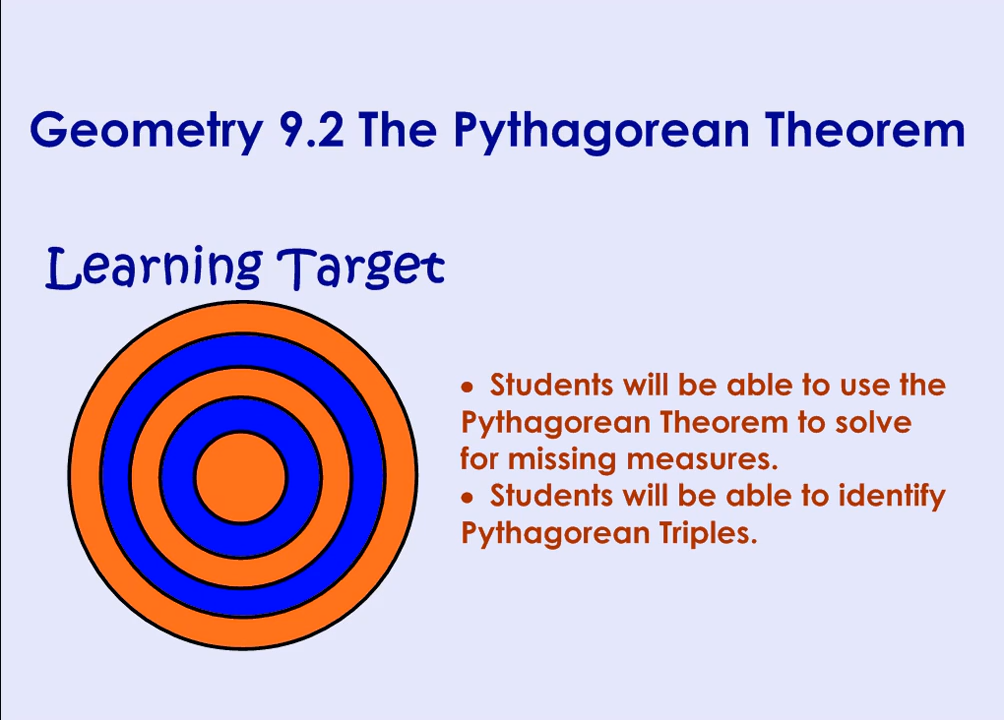 Geometry 9.2 The Pythagorean Theorem
Learning Target
• Students will be able to use the
Pythagorean Theorem to solve
for missing measures.
• Students will be able to identify
Pythagorean Triples.